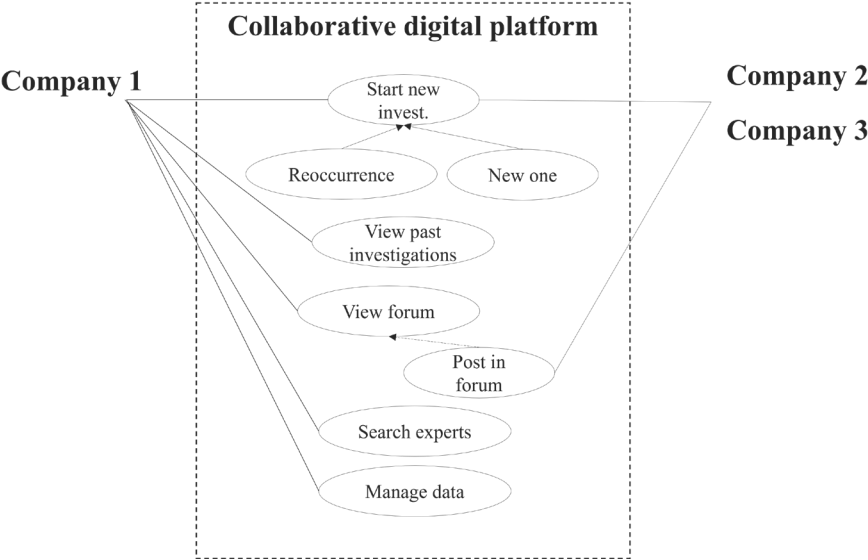 Collaborative digital platform
Company 1
Company 2
Company 3
Start new
invest.
Reoccurrence
New one
View past
investigations
View forum
Post in
forum
Search experts
Manage data